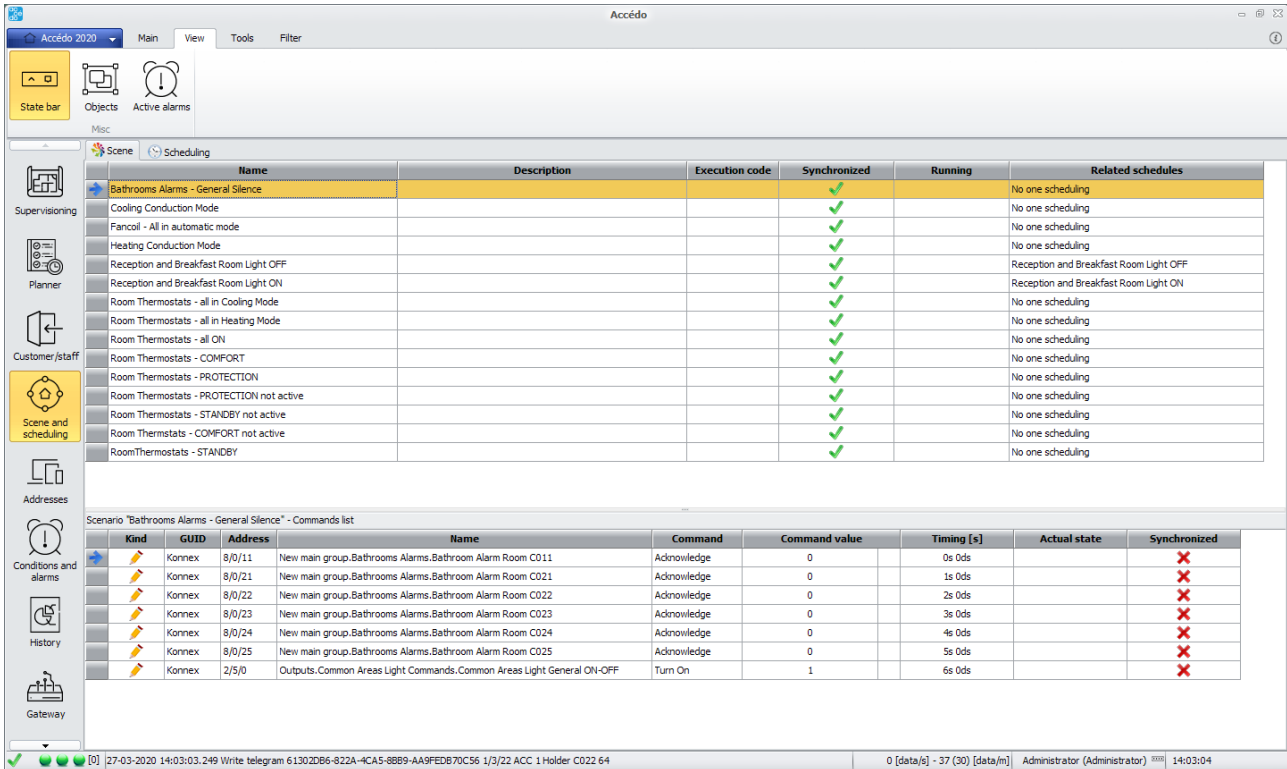 Accédo
Accédo 2020 Main View Tools Filter
State bar Objects Active alarms
Misc
Scene Scheduling
Name Description Execution code Synchronized Running Related schedules
Bathrooms Alarms - General Silence No one scheduling
Cooling Conduction Mode No one scheduling
Fancoil - All in automatic mode No one scheduling
Heating Conduction Mode No one scheduling
Reception and Breakfast Room Light OFF Reception and Breakfast Room Light OFF
Reception and Breakfast Room Light ON Reception and Breakfast Room Light ON
Room Thermostats - all in Cooling Mode No one scheduling
Room Thermostats - all in Heating Mode No one scheduling
Room Thermostats - all ON No one scheduling
Room Thermostats - COMFORT No one scheduling
Room Thermostats - PROTECTION No one scheduling
Room Thermostats - PROTECTION not active No one scheduling
Room Thermostats - STANDBY not active No one scheduling
Room Thermstats - COMFORT not active No one scheduling
RoomThermostats - STANDBY No one scheduling
Supervisioning
Planner
Customer/staff
Scene and
scheduling
Addresses
Conditions and
alarms
History
Gateway
Scenario "Bathrooms Alarms - General Silence" - Commands list
Kind GUID Address Name Command Command value Timing [s] Actual state Synchronized
Konnex 8/0/11 New main group.Bathrooms Alarms.Bathroom Alarm Room C011 Acknowledge 0 0s 0ds
Konnex 8/0/21 New main group.Bathrooms Alarms.Bathroom Alarm Room C021 Acknowledge 0 1s 0ds
Konnex 8/0/22 New main group.Bathrooms Alarms.Bathroom Alarm Room C022 Acknowledge 0 2s 0ds
Konnex 8/0/23 New main group.Bathrooms Alarms.Bathroom Alarm Room C023 Acknowledge 0 3s 0ds
Konnex 8/0/24 New main group.Bathrooms Alarms.Bathroom Alarm Room C024 Acknowledge 0 4s 0ds
Konnex 8/0/25 New main group.Bathrooms Alarms.Bathroom Alarm Room C025 Acknowledge 0 5s 0ds
Konnex 2/5/0 Outputs.Common Areas Light Commands.Common Areas Light General ON-OFF Turn On 1 6s 0ds
[0] 27-03-2020 14:03:03.249 Write telegram 61302DB6-822A-4CA5-8BB9-AA9FEDB70C56 1/3/22 ACC 1 Holder C022 64 0 [data/s] - 37 (30) [data/m] Administrator (Administrator) 14:03:04